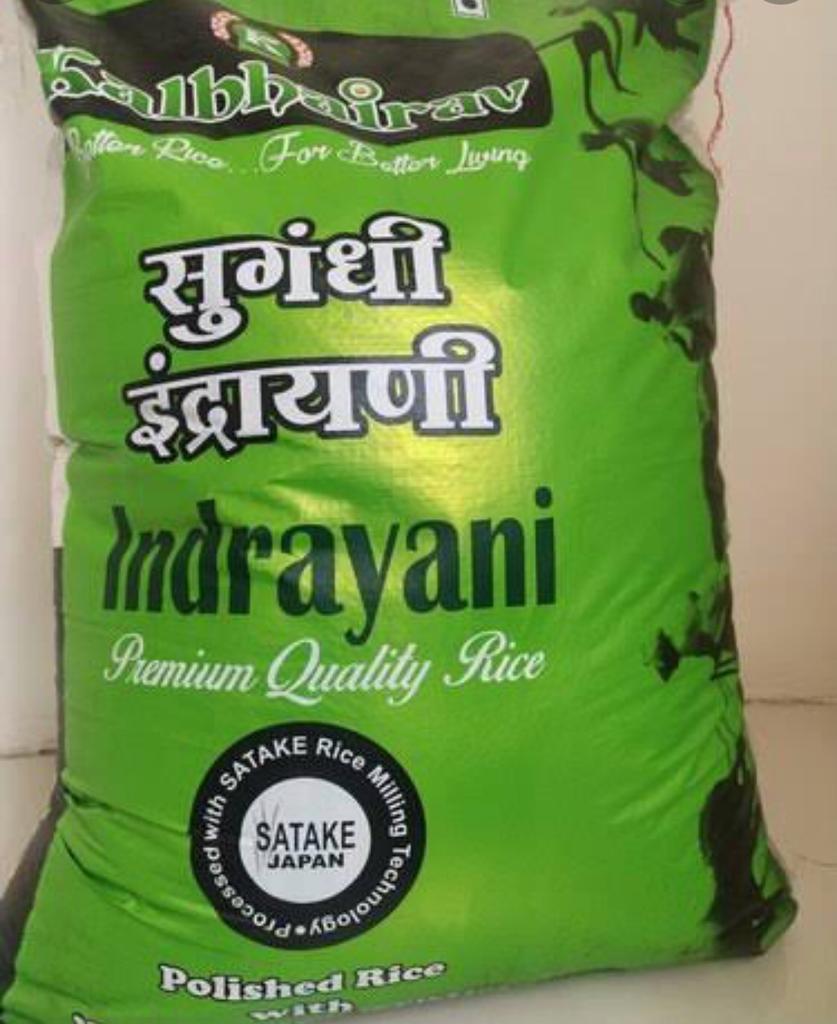 K
Kalbhairav
Better Rice...For Better Living
सुगंधी
इंद्रायणी
Indrayani
Premium Quality Rice
Processed with SATAKE Rice Milling Technology
SATAKE
JAPAN
Polished Rice
with